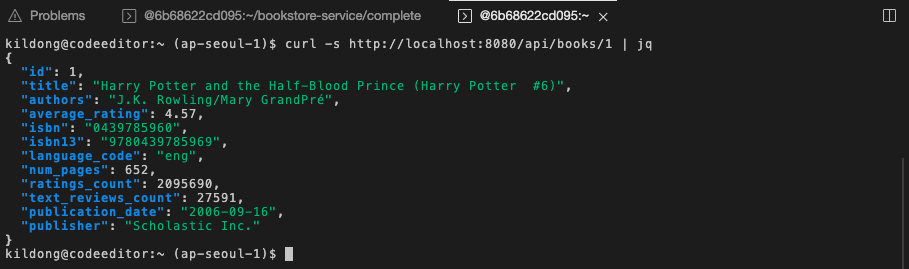 Problems @6b68622cd095:~/bookstore-service/complete @6b68622cd095:~
kildong@codeeditor:~ (ap-seoul-1)$ curl -s http://localhost:8080/api/books/1 | jq
{
  "id": 1,
  "title": "Harry Potter and the Half-Blood Prince (Harry Potter  #6)",
  "authors": "J.K. Rowling/Mary GrandPré",
  "average_rating": 4.57,
  "isbn": "0439785960",
  "isbn13": "9780439785969",
  "language_code": "eng",
  "num_pages": 652,
  "ratings_count": 2095690,
  "text_reviews_count": 27591,
  "publication_date": "2006-09-16",
  "publisher": "Scholastic Inc."
}
kildong@codeeditor:~ (ap-seoul-1)$